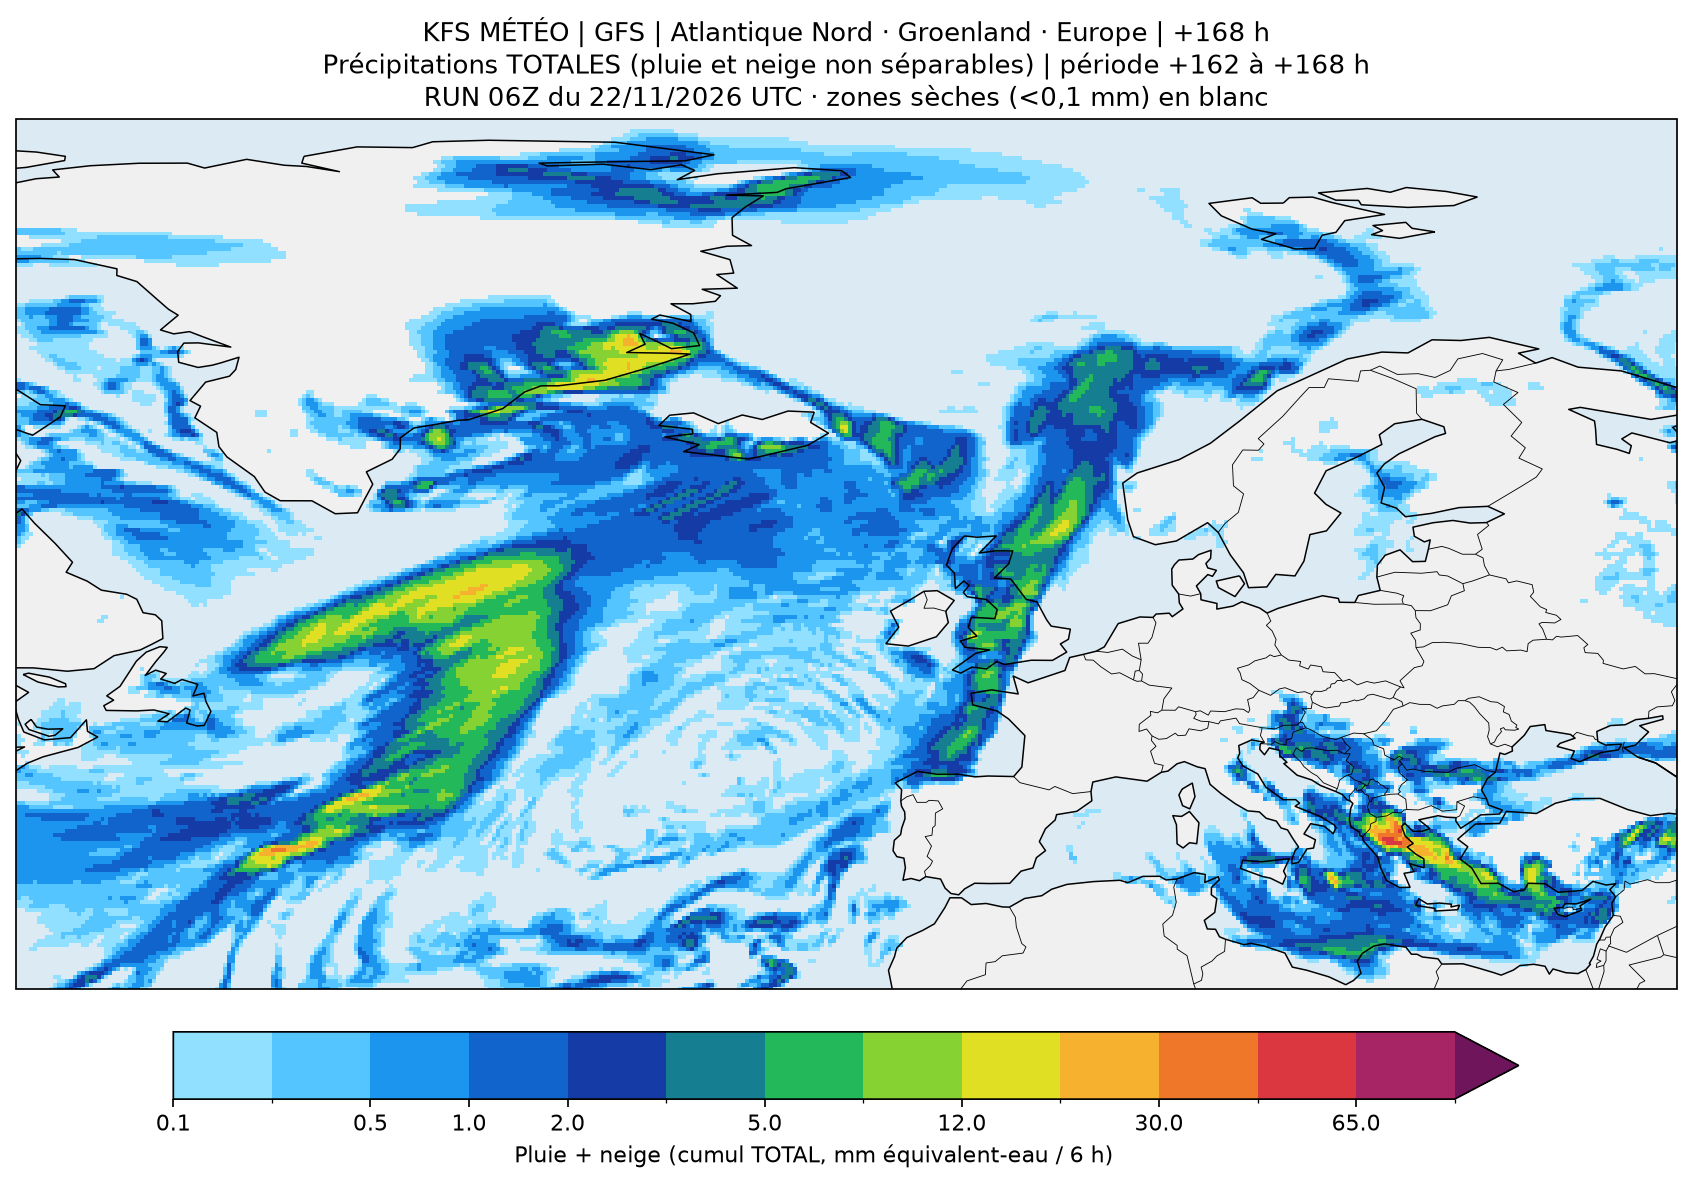 KFS MÉTÉO | GFS | Atlantique Nord · Groenland · Europe | +168 h
Précipitations TOTALES (pluie et neige non séparables) | période +162 à +168 h
RUN 06Z du 22/11/2026 UTC · zones sèches (<0,1 mm) en blanc
0.1 0.5 1.0 2.0 5.0 12.0 30.0 65.0
Pluie + neige (cumul TOTAL, mm équivalent-eau / 6 h)